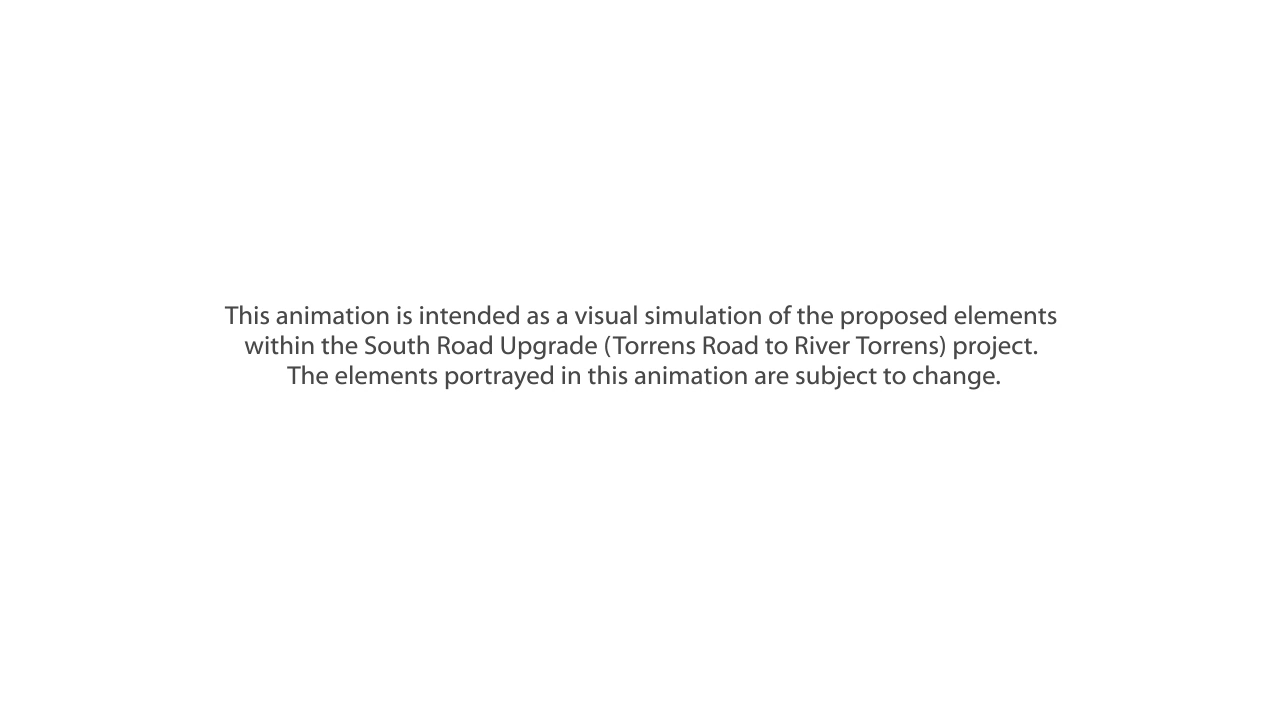 This animation is intended as a visual simulation of the proposed elements
within the South Road Upgrade (Torrens Road to River Torrens) project.
The elements portrayed in this animation are subject to change.